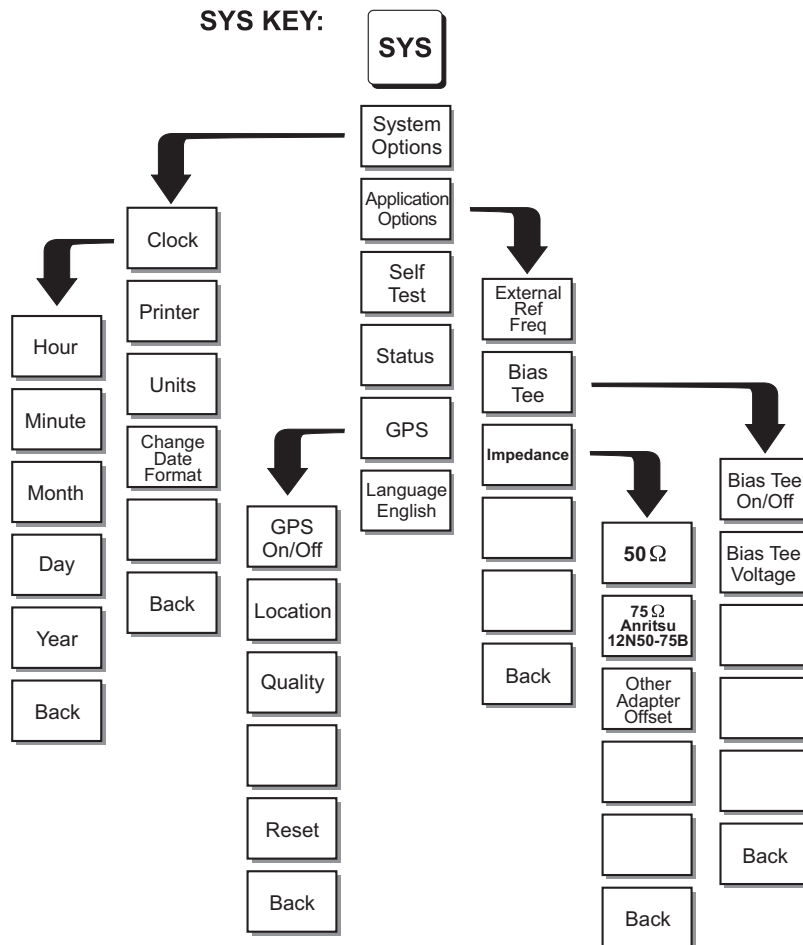 SYS KEY:
SYS
System
Options
Application
Options
Self
Test
Status
GPS
Language
English
Clock
Printer
Units
Change
Date
Format
Back
Hour
Minute
Month
Day
Year
Back
GPS
On/Off
Location
Quality
Reset
Back
External
Ref
Freq
Bias
Tee
Impedance
Back
50 Ω
75 Ω
Anritsu
12N50-75B
Other
Adapter
Offset
Back
Bias Tee
On/Off
Bias Tee
Voltage
Back